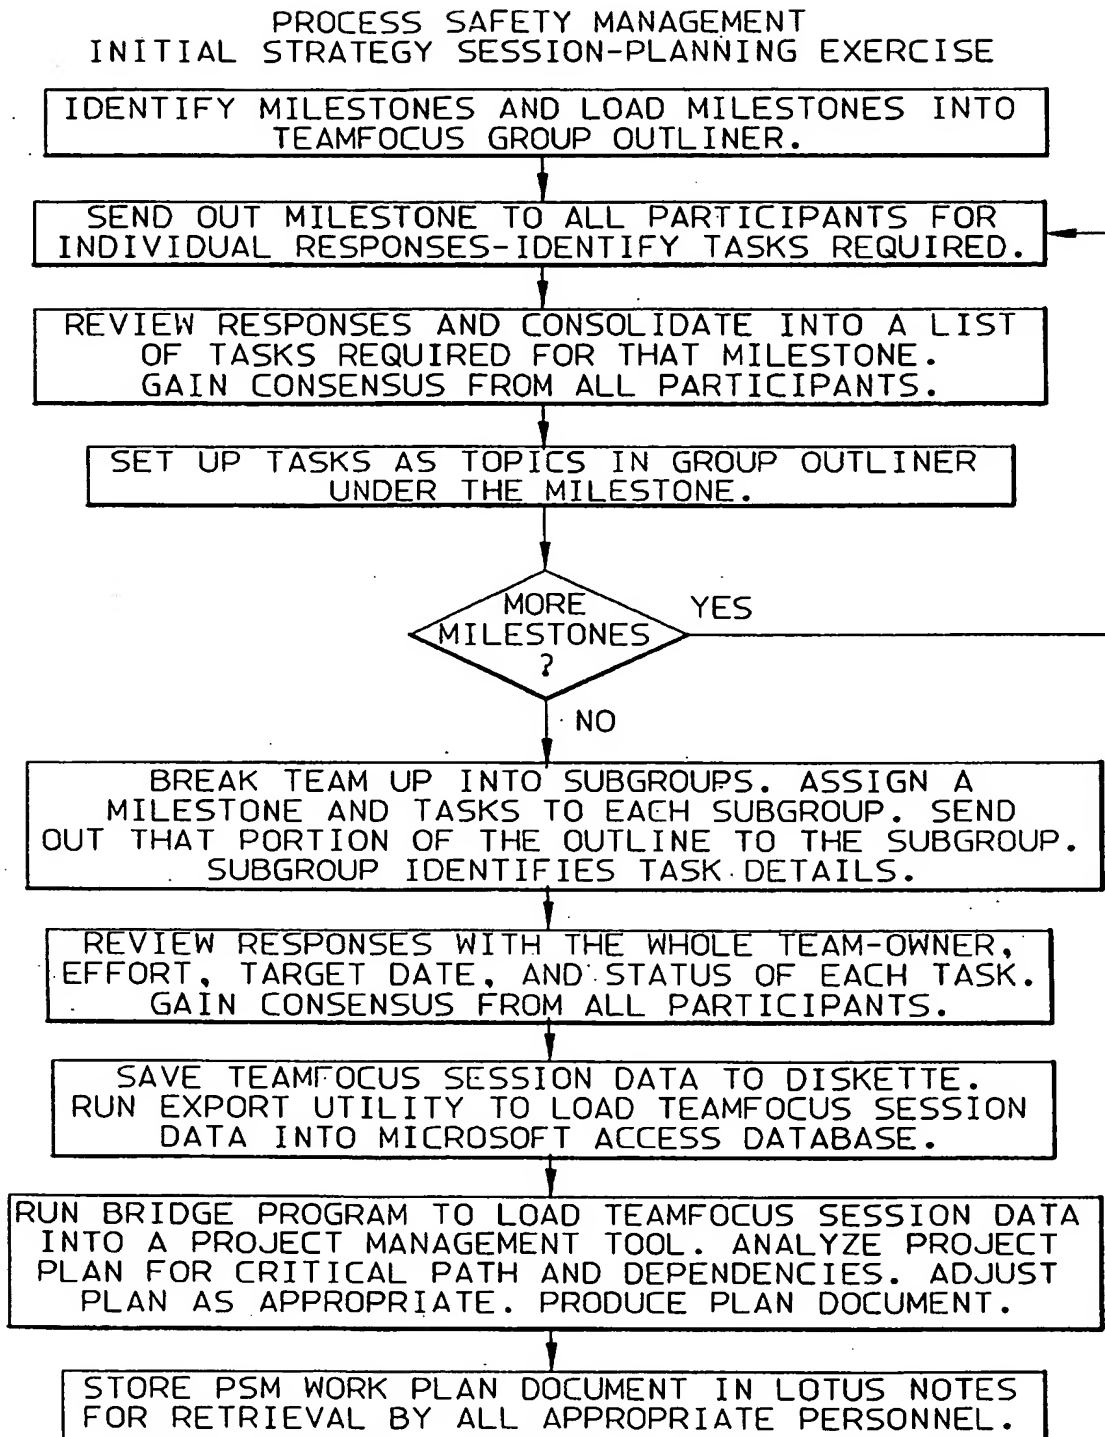 PROCESS SAFETY MANAGEMENT
INITIAL STRATEGY SESSION-PLANNING EXERCISE
IDENTIFY MILESTONES AND LOAD MILESTONES INTO
TEAMFOCUS GROUP OUTLINER.
SEND OUT MILESTONE TO ALL PARTICIPANTS FOR
INDIVIDUAL RESPONSES-IDENTIFY TASKS REQUIRED.
REVIEW RESPONSES AND CONSOLIDATE INTO A LIST
OF TASKS REQUIRED FOR THAT MILESTONE.
GAIN CONSENSUS FROM ALL PARTICIPANTS.
SET UP TASKS AS TOPICS IN GROUP OUTLINER
UNDER THE MILESTONE.
MORE
MILESTONES
?
YES
NO
BREAK TEAM UP INTO SUBGROUPS. ASSIGN A
MILESTONE AND TASKS TO EACH SUBGROUP. SEND
OUT THAT PORTION OF THE OUTLINE TO THE SUBGROUP.
SUBGROUP IDENTIFIES TASK DETAILS.
REVIEW RESPONSES WITH THE WHOLE TEAM-OWNER,
EFFORT, TARGET DATE, AND STATUS OF EACH TASK.
GAIN CONSENSUS FROM ALL PARTICIPANTS.
SAVE TEAMFOCUS SESSION DATA TO DISKETTE.
RUN EXPORT UTILITY TO LOAD TEAMFOCUS SESSION
DATA INTO MICROSOFT ACCESS DATABASE.
RUN BRIDGE PROGRAM TO LOAD TEAMFOCUS SESSION DATA
INTO A PROJECT MANAGEMENT TOOL. ANALYZE PROJECT
PLAN FOR CRITICAL PATH AND DEPENDENCIES. ADJUST
PLAN AS APPROPRIATE. PRODUCE PLAN DOCUMENT.
STORE PSM WORK PLAN DOCUMENT IN LOTUS NOTES
FOR RETRIEVAL BY ALL APPROPRIATE PERSONNEL.